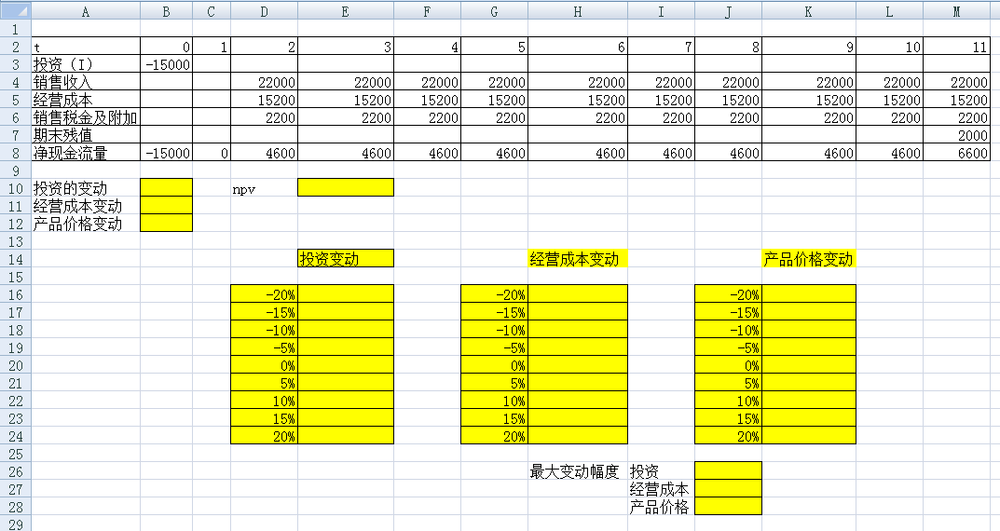 A B C D E F G H I J K L M
1
2 t 0 1 2 3 4 5 6 7 8 9 10 11
3 投资（I） -15000
4 销售收入 22000 22000 22000 22000 22000 22000 22000 22000 22000 22000
5 经营成本 15200 15200 15200 15200 15200 15200 15200 15200 15200 15200
6 销售税金及附加 2200 2200 2200 2200 2200 2200 2200 2200 2200 2200
7 期末残值 2000
8 净现金流量 -15000 0 4600 4600 4600 4600 4600 4600 4600 4600 4600 6600
9
10 投资的变动 npv
11 经营成本变动
12 产品价格变动
13
14 投资变动 经营成本变动 产品价格变动
15
16 -20% -20% -20%
17 -15% -15% -15%
18 -10% -10% -10%
19 -5% -5% -5%
20 0% 0% 0%
21 5% 5% 5%
22 10% 10% 10%
23 15% 15% 15%
24 20% 20% 20%
25
26 最大变动幅度 投资
27 经营成本
28 产品价格
29